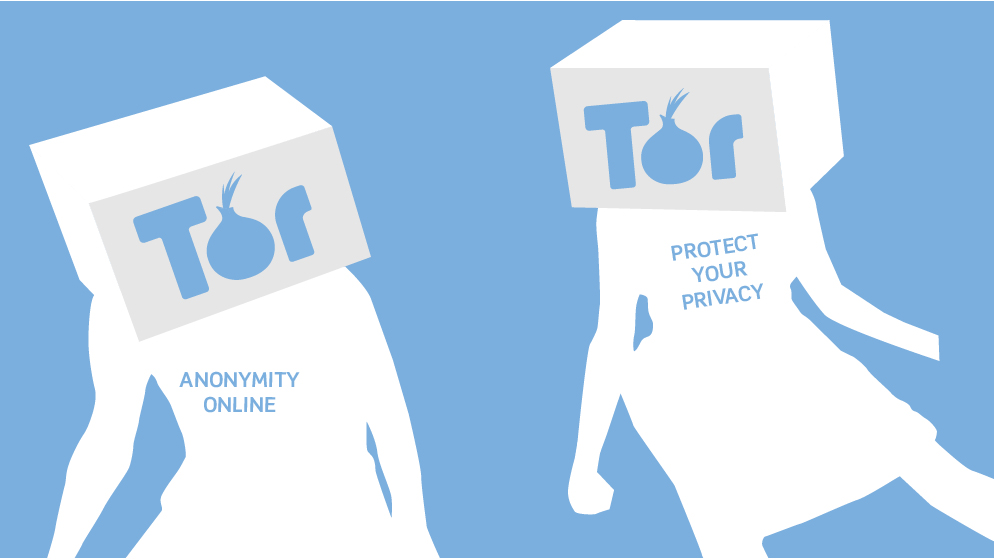 Tor
ANONYMITY
ONLINE
Tor
PROTECT
YOUR
PRIVACY